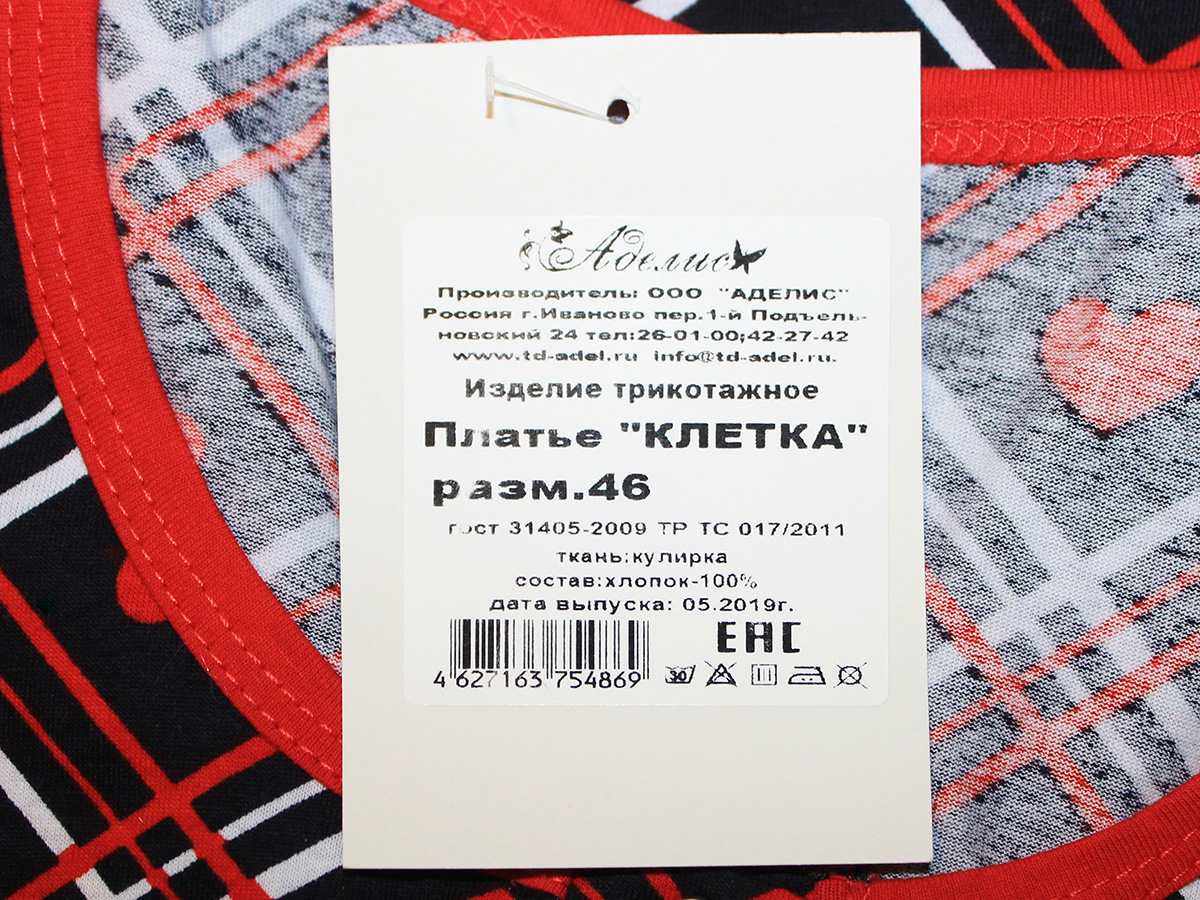 Аделис
Производитель: ООО "АДЕЛИС"
Россия г.Иваново пер.1-й Подъель-
новский 24 тел:26-01-00;42-27-42
www.td-adel.ru info@td-adel.ru.
Изделие трикотажное
Платье "КЛЕТКА"
разм.46
гост 31405-2009 ТР ТС 017/2011
ткань:кулирка
состав:хлопок-100%
дата выпуска: 05.2019г.
EAC
4 627163 754869
30